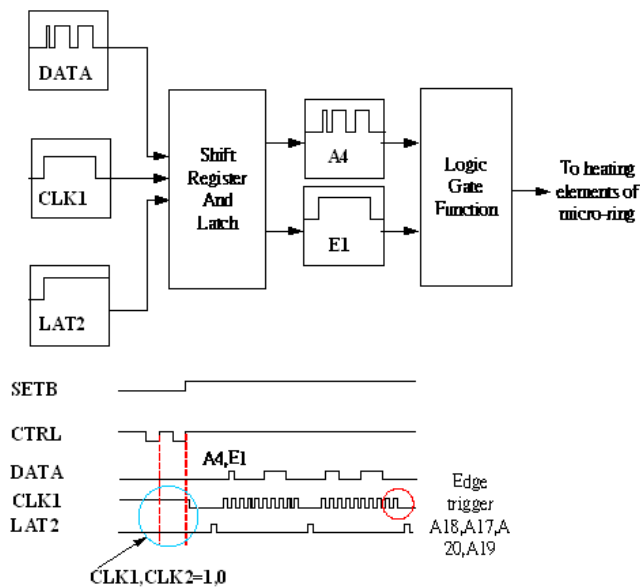 DATA
CLK1
LAT2
Shift
Register
And
Latch
A4
E1
Logic
Gate
Function
To heating
elements of
micro-ring
SETB
CTRL
DATA
CLK1
LAT2
A4,E1
Edge
trigger
A18,A17,A
20,A19
CLK1,CLK2=1,0